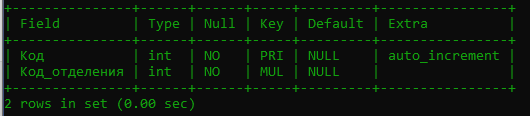 +---------------+------+------+-----+---------+----------------+
| Field         | Type | Null | Key | Default | Extra          |
+---------------+------+------+-----+---------+----------------+
| Код           | int  | NO   | PRI | NULL    | auto_increment |
| Код_отделения | int  | NO   | MUL | NULL    |                |
+---------------+------+------+-----+---------+----------------+
2 rows in set (0.00 sec)